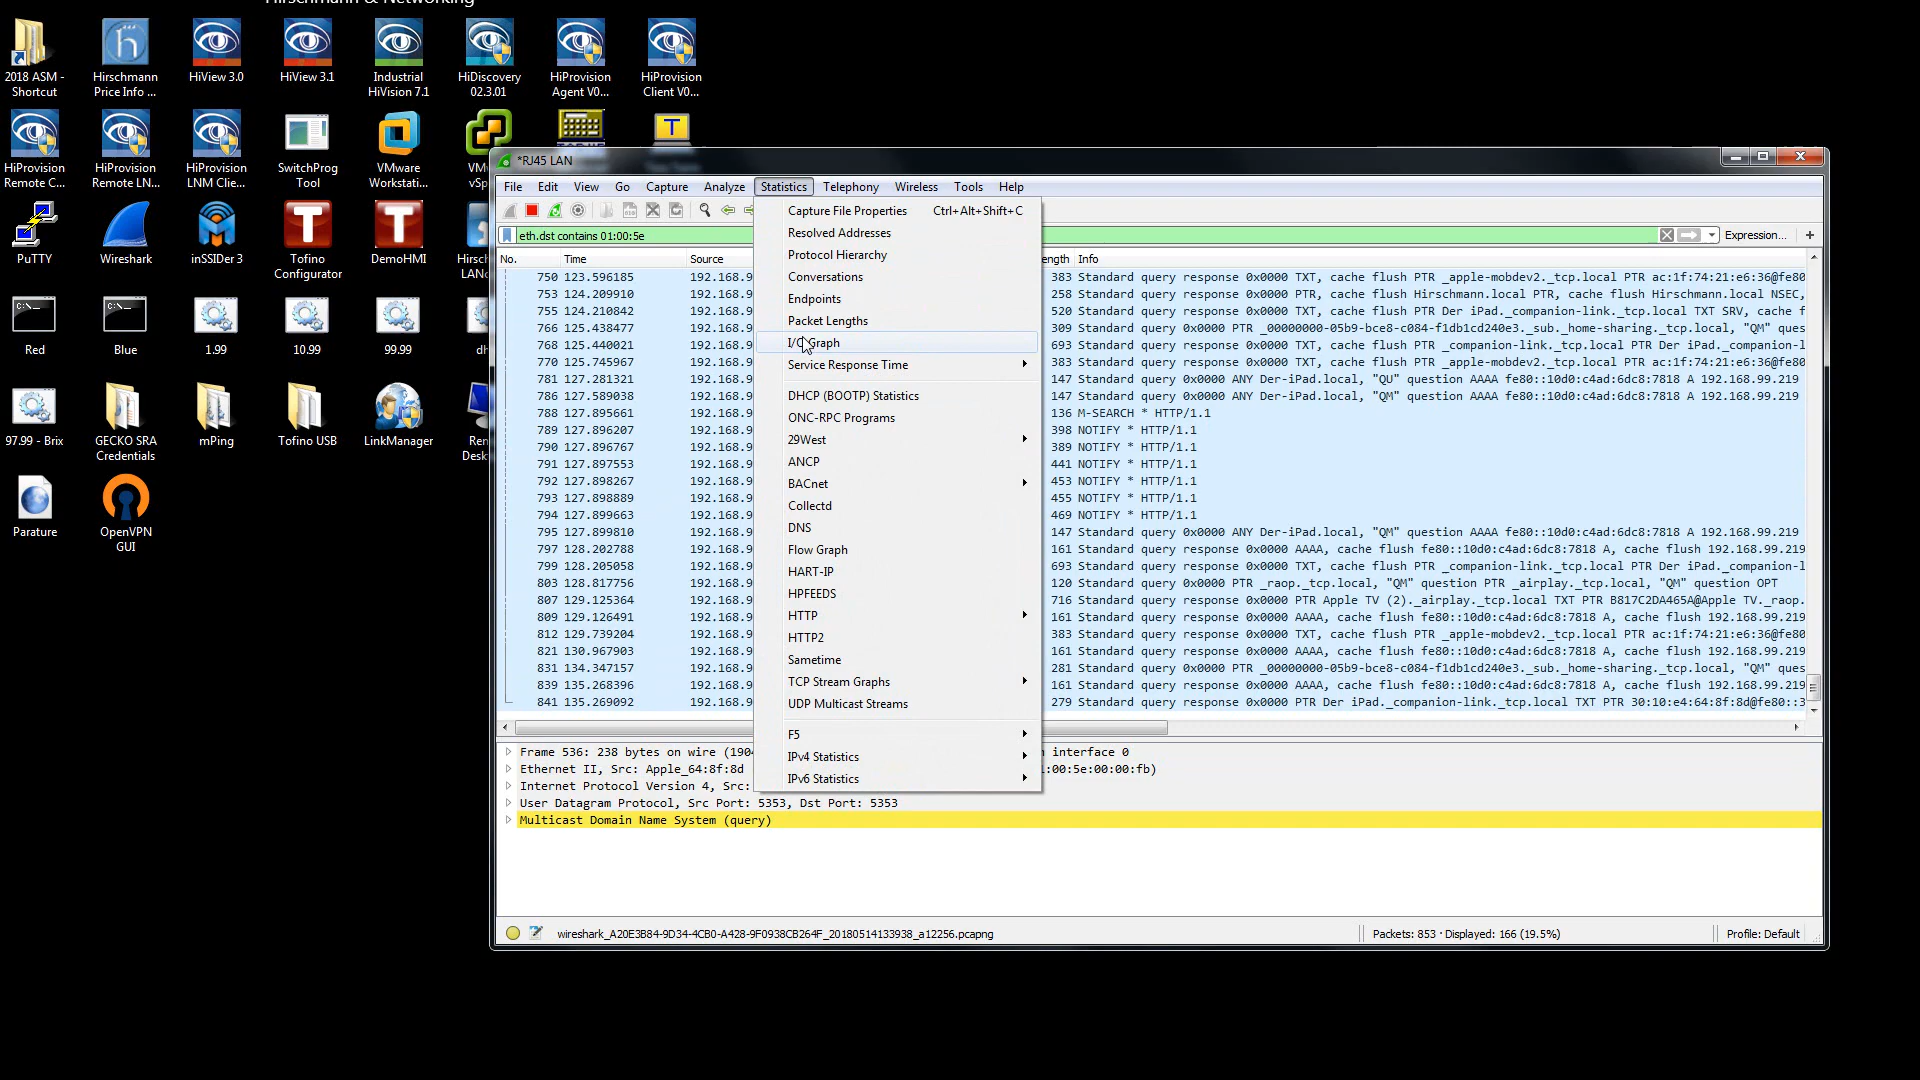 Hirschmann & Networking
2018 ASM -
Shortcut
Hirschmann
Price Info ...
HiView 3.0
HiView 3.1
Industrial
HiVision 7.1
HiDiscovery
02.3.01
HiProvision
Agent V0...
HiProvision
Client V0...
HiProvision
Remote C...
HiProvision
Remote LN...
HiProvision
LNM Clie...
SwitchProg
Tool
VMware
Workstati...
PuTTY
Wireshark
inSSIDer 3
Tofino
Configurator
DemoHMI
Red
Blue
1.99
10.99
99.99
97.99 - Brix
GECKO SRA
Credentials
mPing
Tofino USB
LinkManager
Parature
OpenVPN
GUI
*RJ45 LAN
File Edit View Go Capture Analyze Statistics Telephony Wireless Tools Help
eth.dst contains 01:00:5e
Expression... +
No. Time Source
Info
750 123.596185 192.168.9
753 124.209910 192.168.9
755 124.210842 192.168.9
766 125.438477 192.168.9
768 125.440021 192.168.9
770 125.745967 192.168.9
781 127.281321 192.168.9
786 127.589038 192.168.9
788 127.895661 192.168.9
789 127.896207 192.168.9
790 127.896767 192.168.9
791 127.897553 192.168.9
792 127.898267 192.168.9
793 127.898889 192.168.9
794 127.899663 192.168.9
795 127.899810 192.168.9
797 128.202788 192.168.9
799 128.205058 192.168.9
803 128.817756 192.168.9
807 129.125364 192.168.9
809 129.126491 192.168.9
812 129.739204 192.168.9
821 130.967903 192.168.9
831 134.347157 192.168.9
839 135.268396 192.168.9
841 135.269092 192.168.9
Capture File Properties Ctrl+Alt+Shift+C
Resolved Addresses
Protocol Hierarchy
Conversations
Endpoints
Packet Lengths
I/O Graph
Service Response Time
DHCP (BOOTP) Statistics
ONC-RPC Programs
29West
ANCP
BACnet
Collectd
DNS
Flow Graph
HART-IP
HPFEEDS
HTTP
HTTP2
Sametime
TCP Stream Graphs
UDP Multicast Streams
F5
IPv4 Statistics
IPv6 Statistics
383 Standard query response 0x0000 TXT, cache flush PTR _apple-mobdev2._tcp.local PTR ac:1f:74:21:e6:36@fe80
258 Standard query response 0x0000 PTR, cache flush Hirschmann.local PTR, cache flush Hirschmann.local NSEC,
520 Standard query response 0x0000 PTR Der iPad._companion-link._tcp.local TXT SRV, cache f
309 Standard query 0x0000 PTR _00000000-05b9-bce8-c084-f1db1cd240e3._sub._home-sharing._tcp.local, "QM" ques
693 Standard query response 0x0000 PTR _companion-link._tcp.local PTR Der iPad._companion-l
383 Standard query response 0x0000 TXT, cache flush PTR _apple-mobdev2._tcp.local PTR ac:1f:74:21:e6:36@fe80
147 Standard query 0x0000 ANY Der-iPad.local, "QU" question AAAA fe80::10d0:c4ad:6dc8:7818 A 192.168.99.219
147 Standard query 0x0000 ANY Der-iPad.local, "QM" question AAAA fe80::10d0:c4ad:6dc8:7818 A 192.168.99.219
136 M-SEARCH * HTTP/1.1
398 NOTIFY * HTTP/1.1
389 NOTIFY * HTTP/1.1
441 NOTIFY * HTTP/1.1
453 NOTIFY * HTTP/1.1
455 NOTIFY * HTTP/1.1
469 NOTIFY * HTTP/1.1
147 Standard query 0x0000 ANY Der-iPad.local, "QM" question AAAA fe80::10d0:c4ad:6dc8:7818 A 192.168.99.219
161 Standard query response 0x0000 AAAA, cache flush fe80::10d0:c4ad:6dc8:7818 A, cache flush 192.168.99.219
693 Standard query response 0x0000 PTR _companion-link._tcp.local PTR Der iPad._companion-l
120 Standard query 0x0000 PTR _raop._tcp.local, "QM" question PTR _airplay._tcp.local, "QM" question OPT
716 Standard query response 0x0000 PTR Apple TV (2)._airplay._tcp.local TXT PTR B817C2DA465A@Apple TV._raop.
161 Standard query response 0x0000 AAAA, cache flush fe80::10d0:c4ad:6dc8:7818 A, cache flush 192.168.99.219
383 Standard query response 0x0000 TXT, cache flush PTR _apple-mobdev2._tcp.local PTR ac:1f:74:21:e6:36@fe80
161 Standard query response 0x0000 AAAA, cache flush fe80::10d0:c4ad:6dc8:7818 A, cache flush 192.168.99.219
281 Standard query 0x0000 PTR _00000000-05b9-bce8-c084-f1db1cd240e3._sub._home-sharing._tcp.local, "QM" ques
161 Standard query response 0x0000 AAAA, cache flush fe80::10d0:c4ad:6dc8:7818 A, cache flush 192.168.99.219
279 Standard query response 0x0000 PTR Der iPad._companion-link._tcp.local TXT PTR 30:10:e4:64:8f:8d@fe80::3
Frame 536: 238 bytes on wire (190 n interface 0
Ethernet II, Src: Apple_64:8f:8d :00:5e:00:00:fb)
Internet Protocol Version 4, Src:
User Datagram Protocol, Src Port: 5353, Dst Port: 5353
Multicast Domain Name System (query)
wireshark_A20E3B84-9D34-4CB0-A428-9F0938CB264F_20180514133938_a12256.pcapng
Packets: 853 · Displayed: 166 (19.5%)
Profile: Default